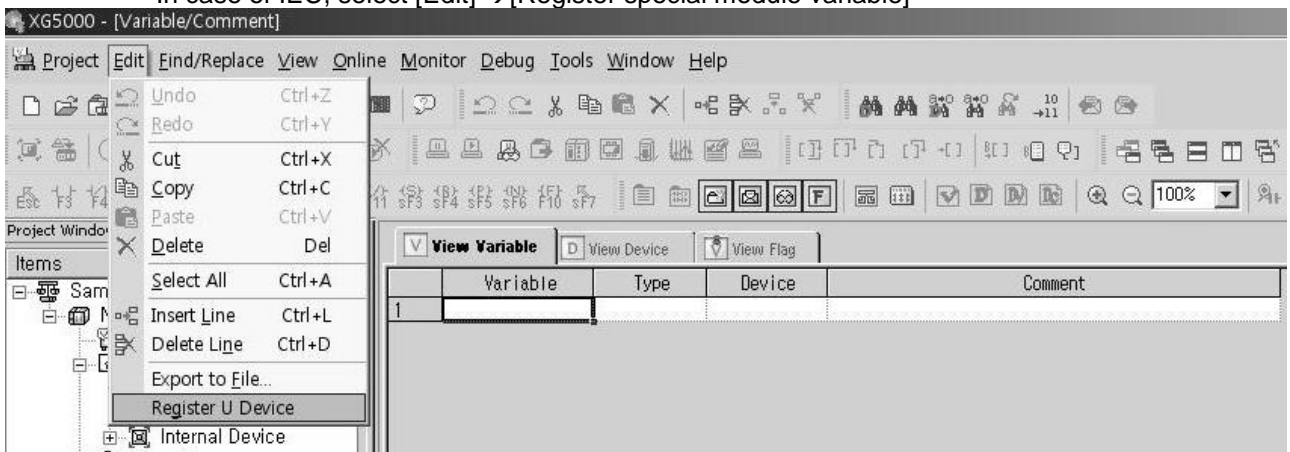 In case of IEC, select [Edit]→[Register special module variable]
XG5000 - [Variable/Comment]
Project Edit Find/Replace View Online Monitor Debug Tools Window Help
Undo Ctrl+Z
Redo Ctrl+Y
Cut Ctrl+X
Copy Ctrl+C
Paste Ctrl+V
Delete Del
Select All Ctrl+A
Insert Line Ctrl+L
Delete Line Ctrl+D
Export to File...
Register U Device
100%
Project Windo
Items
Sam
Internal Device
V View Variable D View Device View Flag
Variable Type Device Comment
1